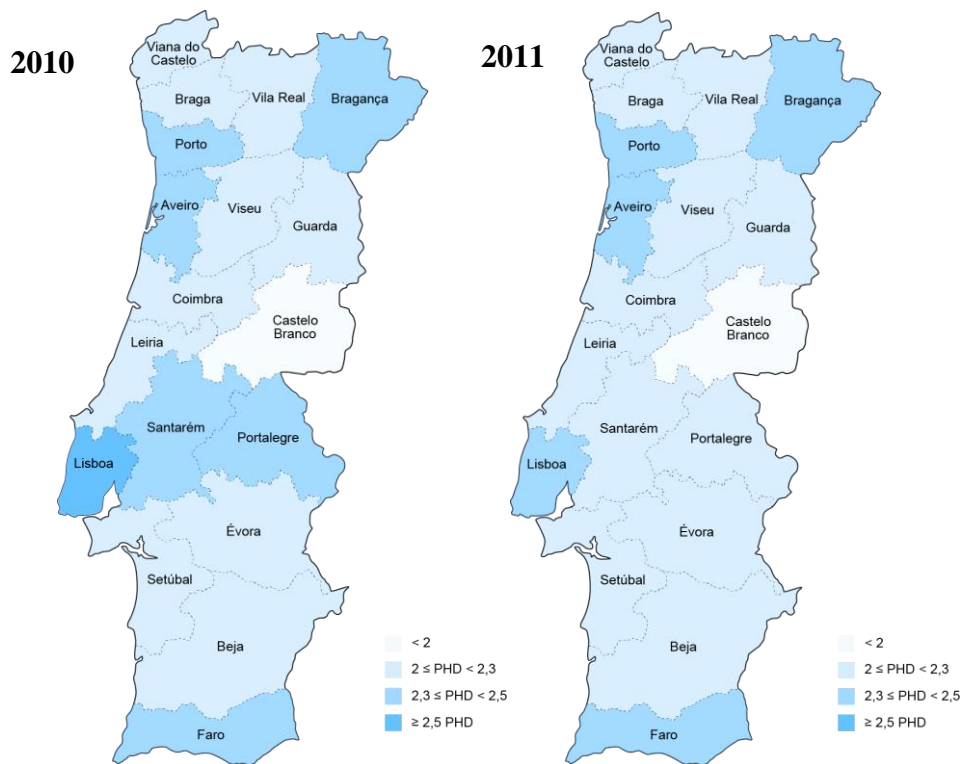 2010
Viana do
Castelo
Braga
Vila Real
Bragança
Porto
Aveiro
Viseu
Guarda
Coimbra
Castelo
Branco
Leiria
Santarém
Portalegre
Lisboa
Évora
Setúbal
Beja
Faro
< 2
2 ≤ PHD < 2,3
2,3 ≤ PHD < 2,5
≥ 2,5 PHD
2011
Viana do
Castelo
Braga
Vila Real
Bragança
Porto
Aveiro
Viseu
Guarda
Coimbra
Castelo
Branco
Leiria
Santarém
Portalegre
Lisboa
Évora
Setúbal
Beja
Faro
< 2
2 ≤ PHD < 2,3
2,3 ≤ PHD < 2,5
≥ 2,5 PHD